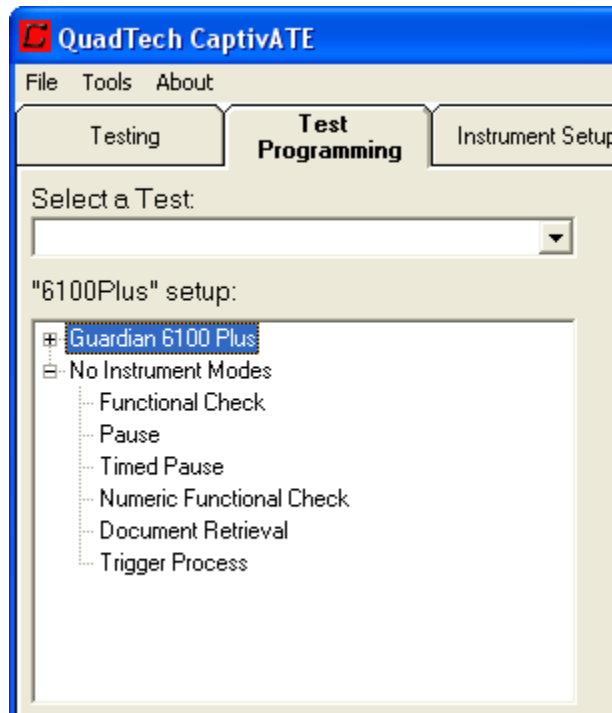 QuadTech CaptivATE
File Tools About
Testing
Test Programming
Instrument Setup
Select a Test:
"6100Plus" setup:
Guardian 6100 Plus
No Instrument Modes
Functional Check
Pause
Timed Pause
Numeric Functional Check
Document Retrieval
Trigger Process